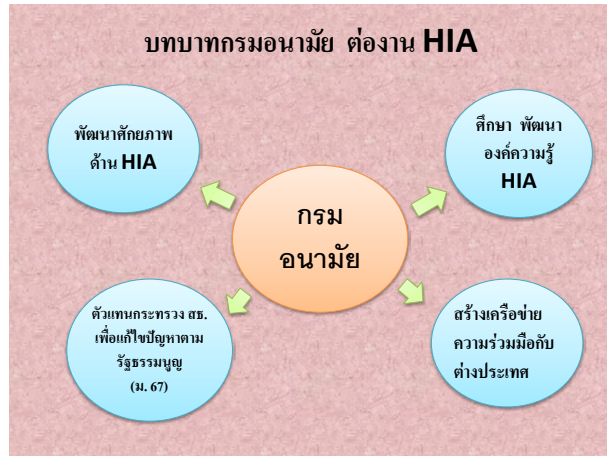 บทบาทกรมอนามัย ต่องาน HIA
พัฒนาศักยภาพ
ด้าน HIA
ศึกษา พัฒนา
องค์ความรู้
HIA
กรม
อนามัย
ตัวแทนกระทรวง สธ.
เพื่อแก้ไขปัญหาตาม
รัฐธรรมนูญ
(ม. 67)
สร้างเครือข่าย
ความร่วมมือกับ
ต่างประเทศ